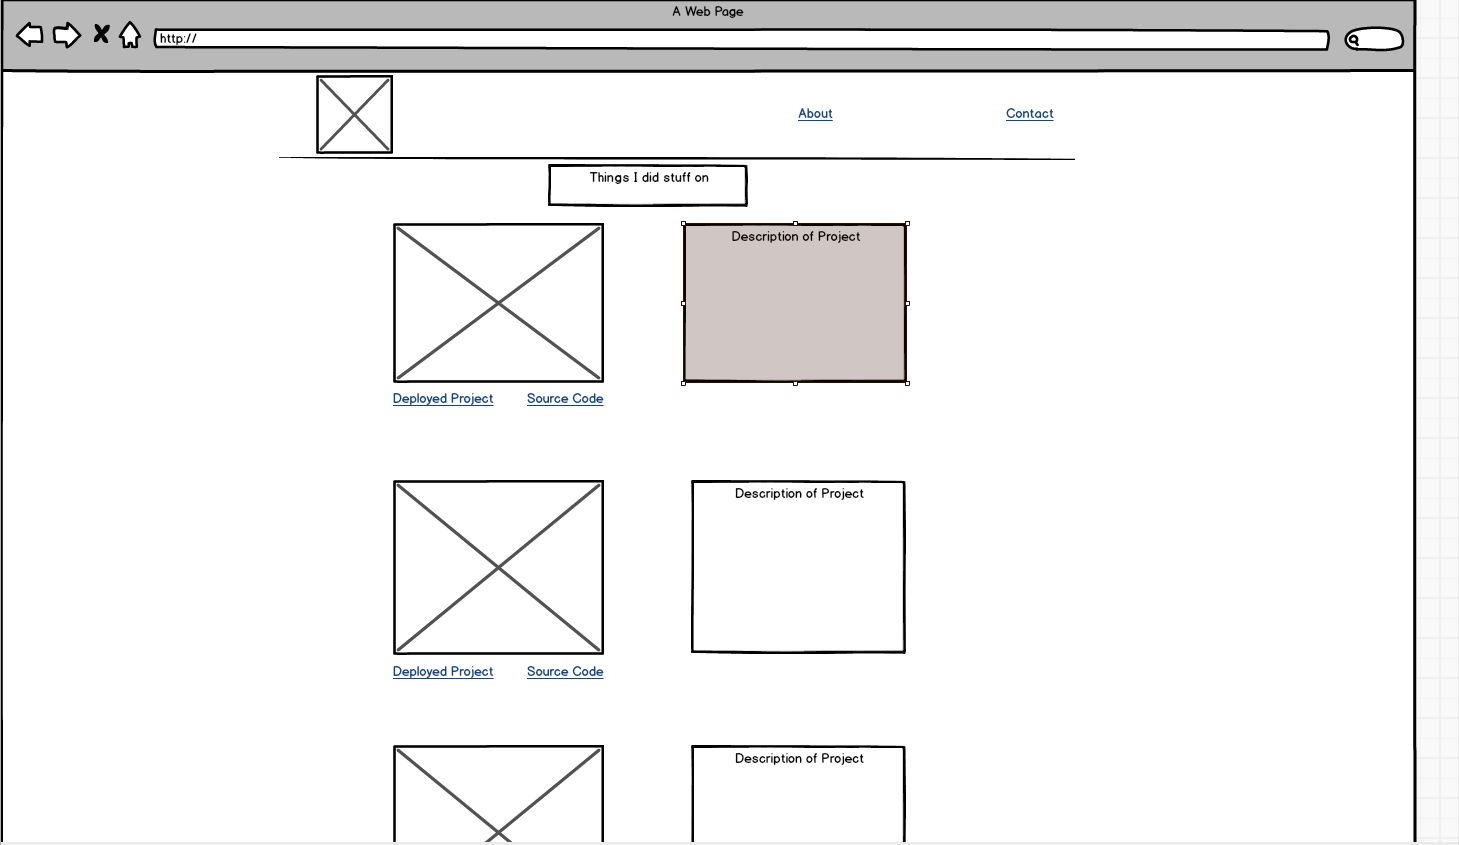 A Web Page
http://
About
Contact
Things I did stuff on
Description of Project
Deployed Project
Source Code
Description of Project
Deployed Project
Source Code
Description of Project